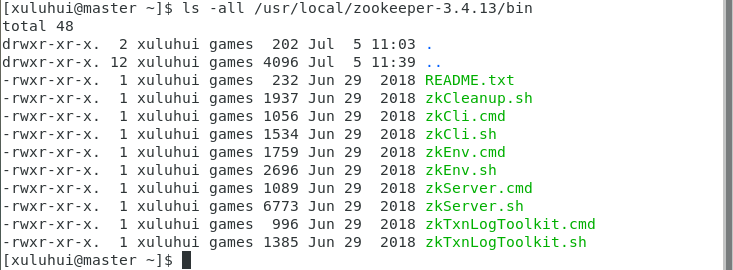 [xuluhui@master ~]$ ls -all /usr/local/zookeeper-3.4.13/bin
total 48
drwxr-xr-x.  2 xuluhui games  202 Jul  5 11:03 .
drwxr-xr-x. 12 xuluhui games 4096 Jul  5 11:39 ..
-rwxr-xr-x.  1 xuluhui games  232 Jun 29  2018 README.txt
-rwxr-xr-x.  1 xuluhui games 1937 Jun 29  2018 zkCleanup.sh
-rwxr-xr-x.  1 xuluhui games 1056 Jun 29  2018 zkCli.cmd
-rwxr-xr-x.  1 xuluhui games 1534 Jun 29  2018 zkCli.sh
-rwxr-xr-x.  1 xuluhui games 1759 Jun 29  2018 zkEnv.cmd
-rwxr-xr-x.  1 xuluhui games 2696 Jun 29  2018 zkEnv.sh
-rwxr-xr-x.  1 xuluhui games 1089 Jun 29  2018 zkServer.cmd
-rwxr-xr-x.  1 xuluhui games 6773 Jun 29  2018 zkServer.sh
-rwxr-xr-x.  1 xuluhui games  996 Jun 29  2018 zkTxnLogToolkit.cmd
-rwxr-xr-x.  1 xuluhui games 1385 Jun 29  2018 zkTxnLogToolkit.sh
[xuluhui@master ~]$